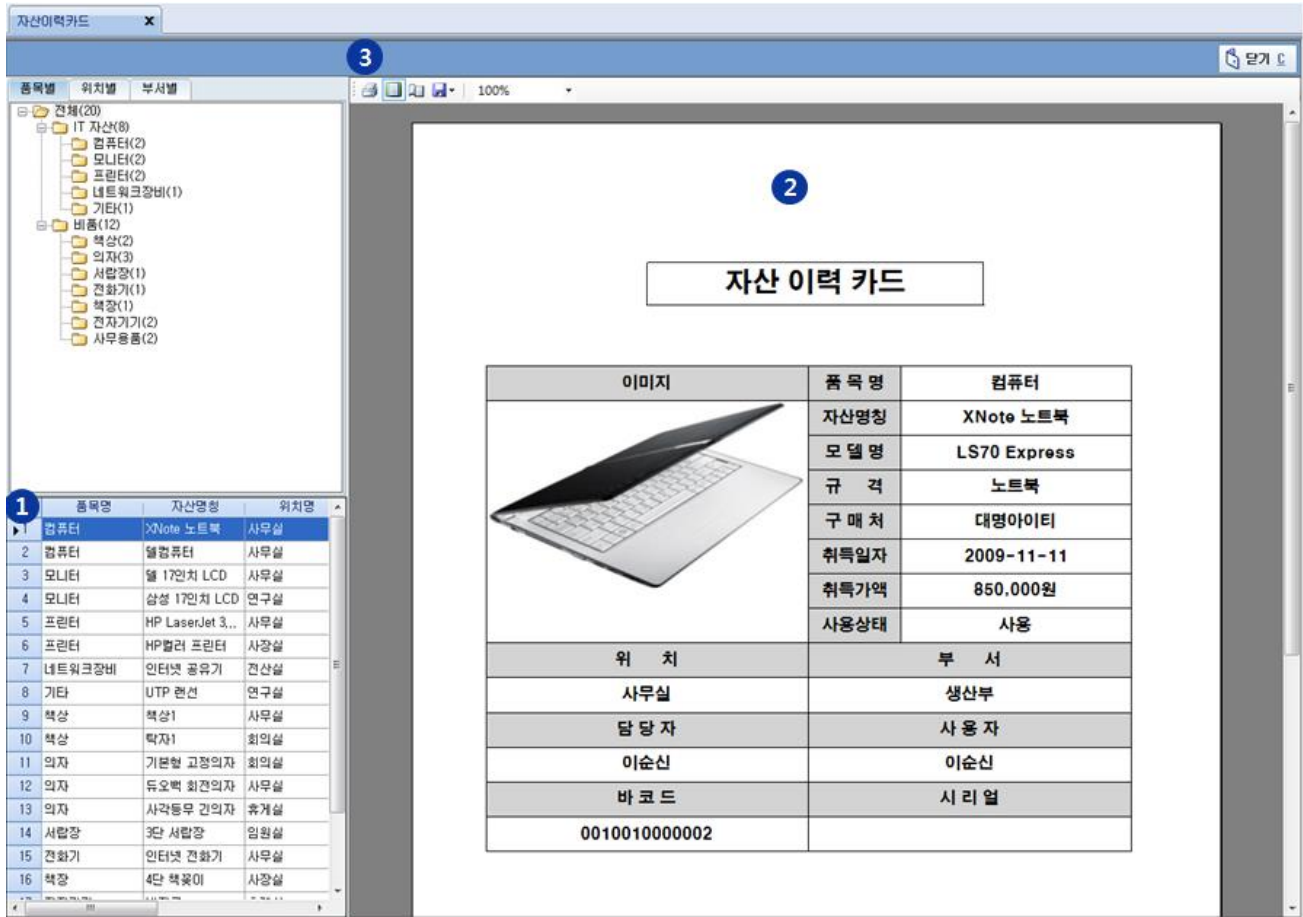 자산이력카드 x
3
닫기 C
품목별 위치별 부서별
100%
전체(20)
IT 자산(8)
컴퓨터(2)
모니터(2)
프린터(2)
네트워크장비(1)
기타(1)
비품(12)
책상(2)
의자(3)
서랍장(1)
전화기(1)
책장(1)
전자기기(2)
사무용품(2)
1
품목명 자산명칭 위치명
1 컴퓨터 XNote 노트북 사무실
2 컴퓨터 델컴퓨터 사무실
3 모니터 델 17인치 LCD 사무실
4 모니터 삼성 17인치 LCD 연구실
5 프린터 HP LaserJet 3,.. 사무실
6 프린터 HP컬러 프린터 사장실
7 네트워크장비 인터넷 공유기 전산실
8 기타 UTP 랜선 연구실
9 책상 책상1 사무실
10 책상 탁자1 회의실
11 의자 기본형 고정의자 회의실
12 의자 듀오백 회전의자 사무실
13 의자 사각등무 긴의자 휴게실
14 서랍장 3단 서랍장 임원실
15 전화기 인터넷 전화기 사무실
16 책장 4단 책꽂이 사장실
2
자산 이력 카드
이미지 품 목 명 컴퓨터
자산명칭 XNote 노트북
모 델 명 LS70 Express
규 격 노트북
구 매 처 대명아이티
취득일자 2009-11-11
취득가액 850,000원
사용상태 사용
위 치 부 서
사무실 생산부
담 당 자 사 용 자
이순신 이순신
바 코 드 시 리 얼
0010010000002